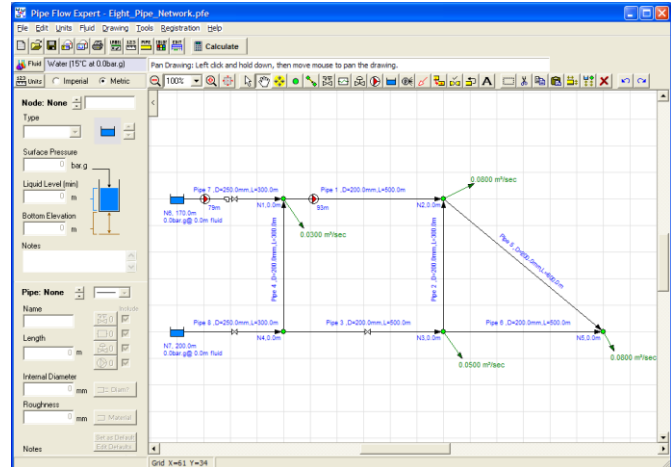 Pipe Flow Expert - Eight_Pipe_Network.pfe
File Edit Units Fluid Drawing Tools Registration Help
Calculate
Fluid Water (15°C at 0.0bar.g) Pan Drawing: Left click and hold down, then move mouse to pan the drawing.
Units Imperial Metric 100% A
Node: None
Type
Surface Pressure
0 bar.g
Liquid Level (min)
0 m
Bottom Elevation
0 m
Notes
Pipe: None
Name
Include
Length
0 m
Internal Diameter
0 mm Diam?
Roughness
0 mm Material
Set as Default
Notes Edit Defaults
0.0800 m³/sec
Pipe 7 ,D=250.0mm,L=300.0m Pipe 1 ,D=200.0mm,L=500.0m
79m N1,0.0m 93m N2,0.0m
N6, 170.0m
0.0bar.g@ 0.0m fluid
0.0300 m³/sec
Pipe 4 ,D=200.0mm,L=300.0m
Pipe 2 ,D=200.0mm,L=300.0m
Pipe 8 ,D=250.0mm,L=300.0m Pipe 3 ,D=200.0mm,L=500.0m Pipe 6 ,D=200.0mm,L=500.0m
N4,0.0m N3,0.0m N5,0.0m
N7, 200.0m
0.0bar.g@ 0.0m fluid
0.0500 m³/sec
0.0800 m³/sec
Grid X=61 Y=34